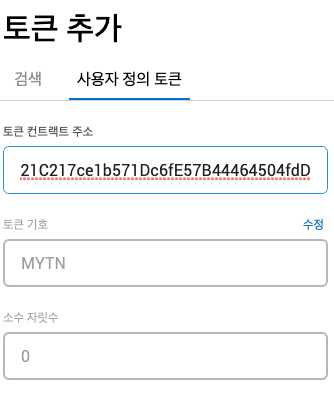 토큰 추가
검색 사용자 정의 토큰
토큰 컨트랙트 주소
21C217ce1b571Dc6fE57B44464504fdD
토큰 기호 수정
MYTN
소수 자릿수
0